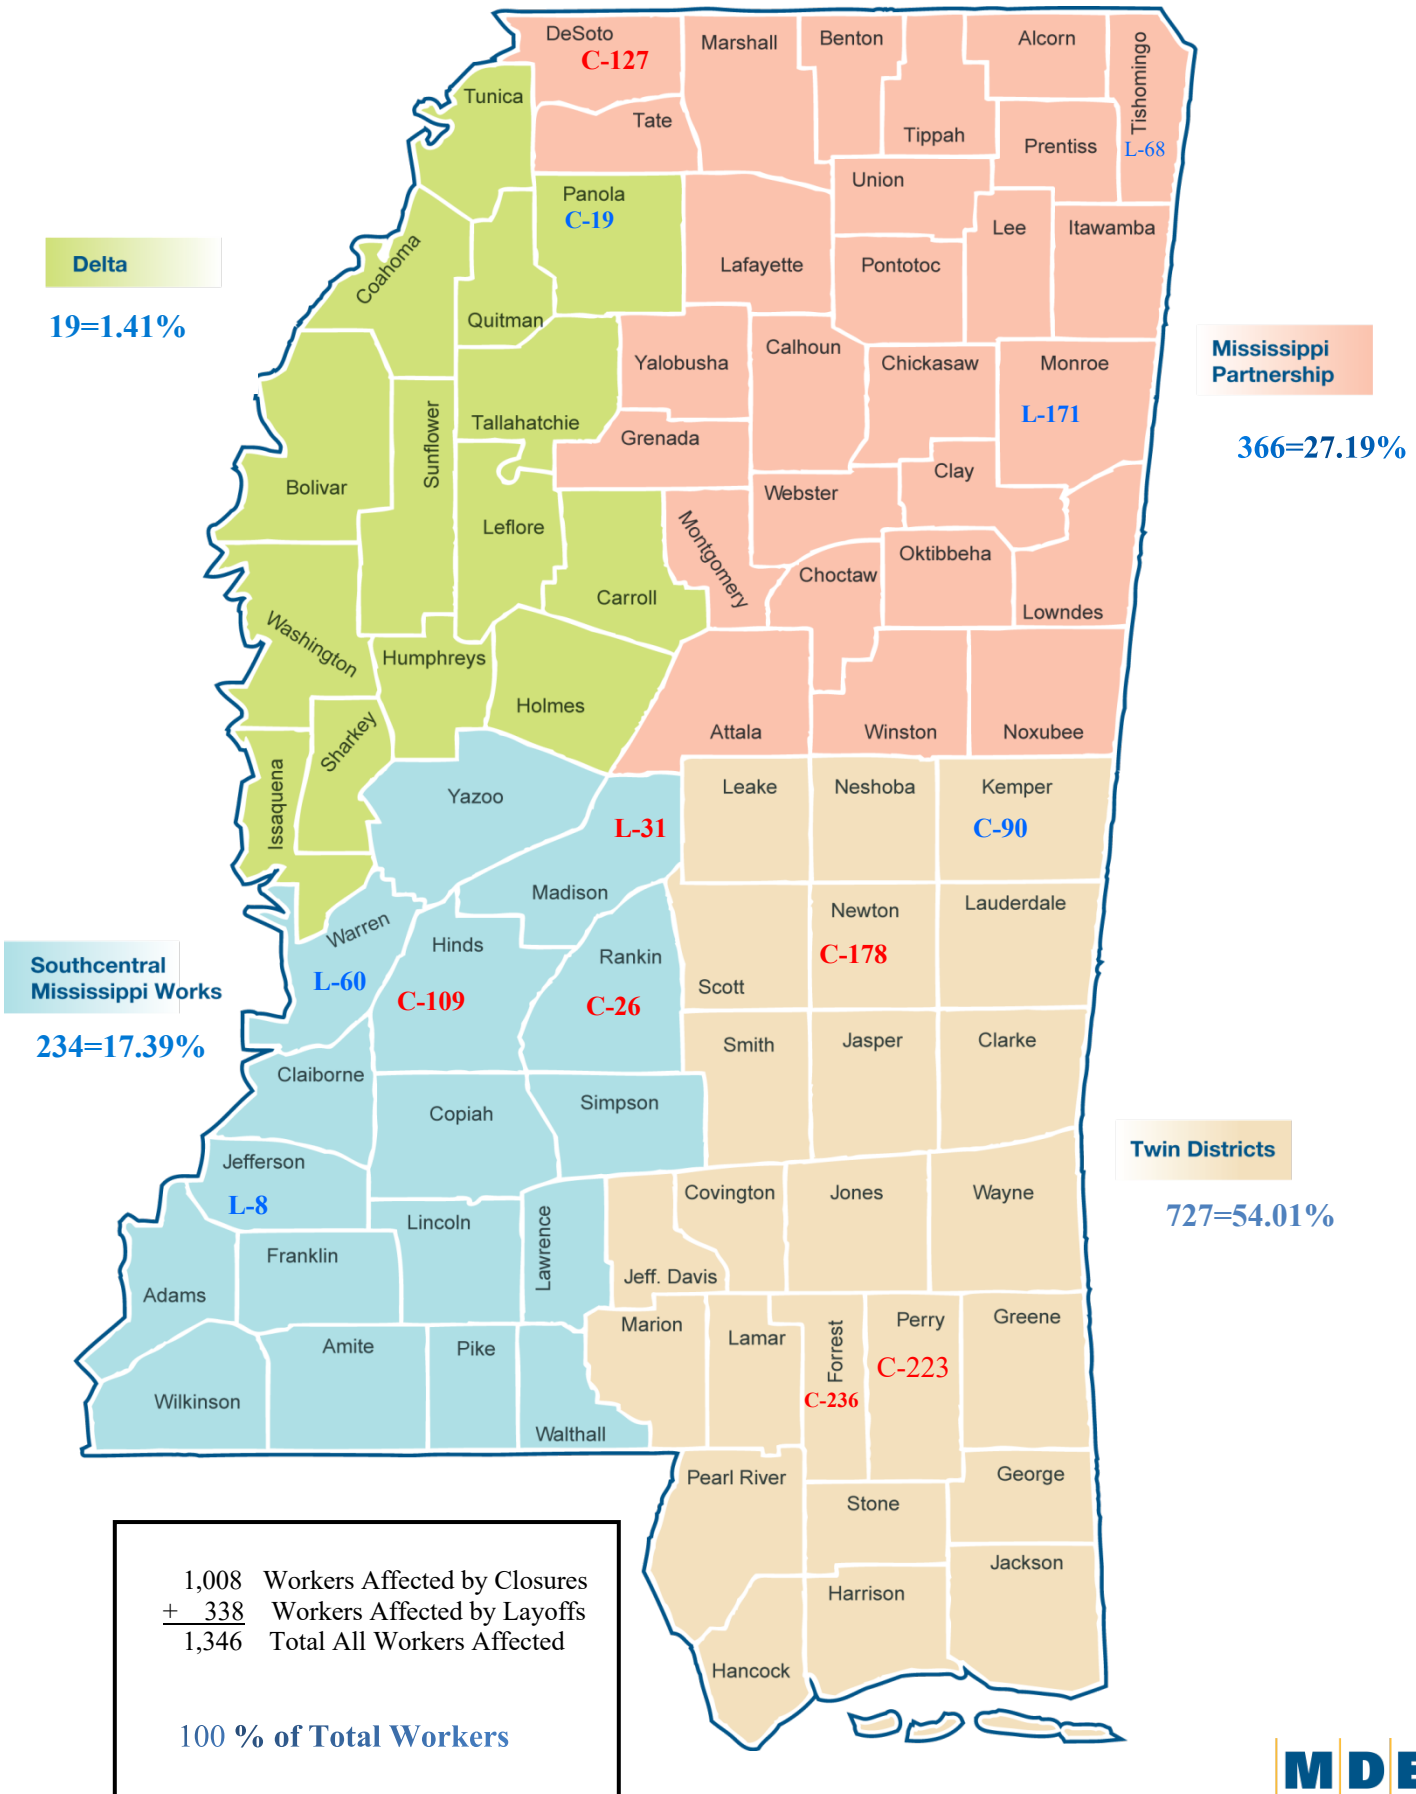 DeSoto
C-127
Marshall
Benton
Alcorn
Tishomingo
L-68
Tunica
Tate
Tippah
Prentiss
Panola
C-19
Union
Lee
Itawamba
Coahoma
Lafayette
Pontotoc
Delta
19=1.41%
Quitman
Yalobusha
Calhoun
Chickasaw
Monroe
L-171
Mississippi
Partnership
366=27.19%
Sunflower
Tallahatchie
Grenada
Bolivar
Clay
Webster
Leflore
Montgomery
Oktibbeha
Choctaw
Carroll
Lowndes
Washington
Humphreys
Holmes
Sharkey
Attala
Winston
Noxubee
Issaquena
Yazoo
Leake
Neshoba
Kemper
L-31
C-90
Madison
Warren
Hinds
Newton
Lauderdale
C-178
Rankin
Southcentral
Mississippi Works
L-60
C-109
C-26
Scott
234=17.39%
Smith
Jasper
Clarke
Claiborne
Copiah
Simpson
Twin Districts
727=54.01%
Jefferson
L-8
Covington
Jones
Wayne
Lincoln
Lawrence
Franklin
Jeff. Davis
Adams
Marion
Lamar
Forrest
C-236
Perry
C-223
Greene
Amite
Pike
Wilkinson
Walthall
Pearl River
George
Stone
Jackson
Harrison
Hancock
1,008 Workers Affected by Closures
+ 338 Workers Affected by Layoffs
1,346 Total All Workers Affected
100 % of Total Workers
MDE